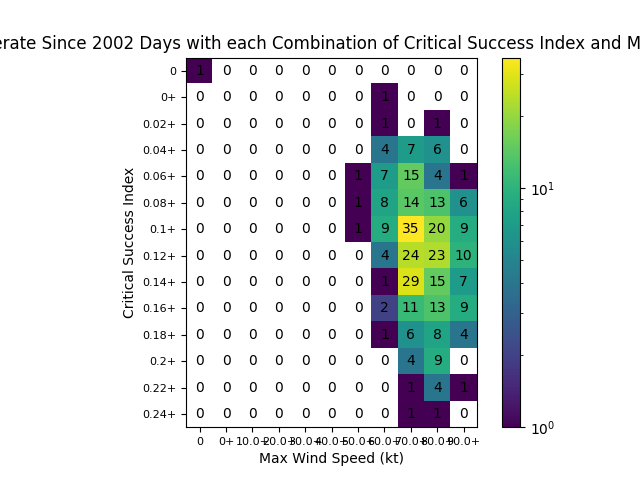 erate Since 2002 Days with each Combination of Critical Success Index and M
0 1 0 0 0 0 0 0 0 0 0 0
0+ 0 0 0 0 0 0 0 1 0 0 0
0.02+ 0 0 0 0 0 0 0 1 0 1 0
0.04+ 0 0 0 0 0 0 0 4 7 6 0
0.06+ 0 0 0 0 0 0 1 7 15 4 1
0.08+ 0 0 0 0 0 0 1 8 14 13 6
0.1+ 0 0 0 0 0 0 1 9 35 20 9
0.12+ 0 0 0 0 0 0 0 4 24 23 10
0.14+ 0 0 0 0 0 0 0 1 29 15 7
0.16+ 0 0 0 0 0 0 0 2 11 13 9
0.18+ 0 0 0 0 0 0 0 1 6 8 4
0.2+ 0 0 0 0 0 0 0 0 4 9 0
0.22+ 0 0 0 0 0 0 0 0 1 4 1
0.24+ 0 0 0 0 0 0 0 0 1 1 0
0 0+ 10.0+ 20.0+ 30.0+ 40.0+ 50.0+ 60.0+ 70.0+ 80.0+ 90.0+
Max Wind Speed (kt)
Critical Success Index
10¹
10⁰